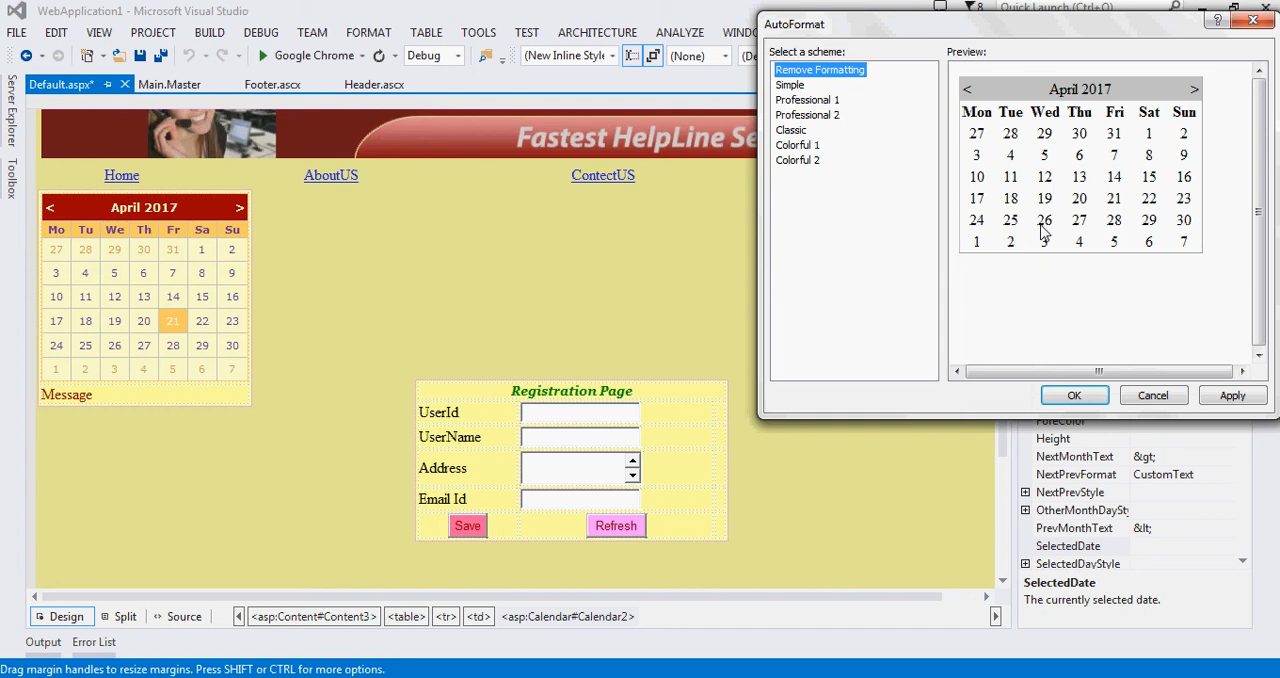 WebApplication1 - Microsoft Visual Studio
8
Quick Launch (Ctrl+Q)
FILE EDIT VIEW PROJECT BUILD DEBUG TEAM FORMAT TABLE TOOLS ARCHITECTURE ANALYZE
Google Chrome Debug (New Inline Style (None)
Default.aspx* Main.Master Footer.ascx Header.ascx
Server Explorer
Toolbox
Fastest HelpLine Se
Home AboutUS ContectUS
< April 2017 >
Mo Tu We Th Fr Sa Su
27 28 29 30 31 1 2
3 4 5 6 7 8 9
10 11 12 13 14 15 16
17 18 19 20 21 22 23
24 25 26 27 28 29 30
1 2 3 4 5 6 7
Message
Registration Page
UserId
UserName
Address
Email Id
Save Refresh
AutoFormat
Select a scheme:
Remove Formatting
Simple
Professional 1
Professional 2
Classic
Colorful 1
Colorful 2
Preview:
< April 2017 >
Mon Tue Wed Thu Fri Sat Sun
27 28 29 30 31 1 2
3 4 5 6 7 8 9
10 11 12 13 14 15 16
17 18 19 20 21 22 23
24 25 26 27 28 29 30
1 2 3 4 5 6 7
OK Cancel Apply
ForeColor
Height
NextMonthText &gt;
NextPrevFormat CustomText
NextPrevStyle
OtherMonthDaySty
PrevMonthText &lt;
SelectedDate
SelectedDayStyle
SelectedDate
The currently selected date.
Design Split Source <asp:Content#Content3> <table> <tr> <td> <asp:Calendar#Calendar2>
Output Error List
Drag margin handles to resize margins. Press SHIFT or CTRL for more options.